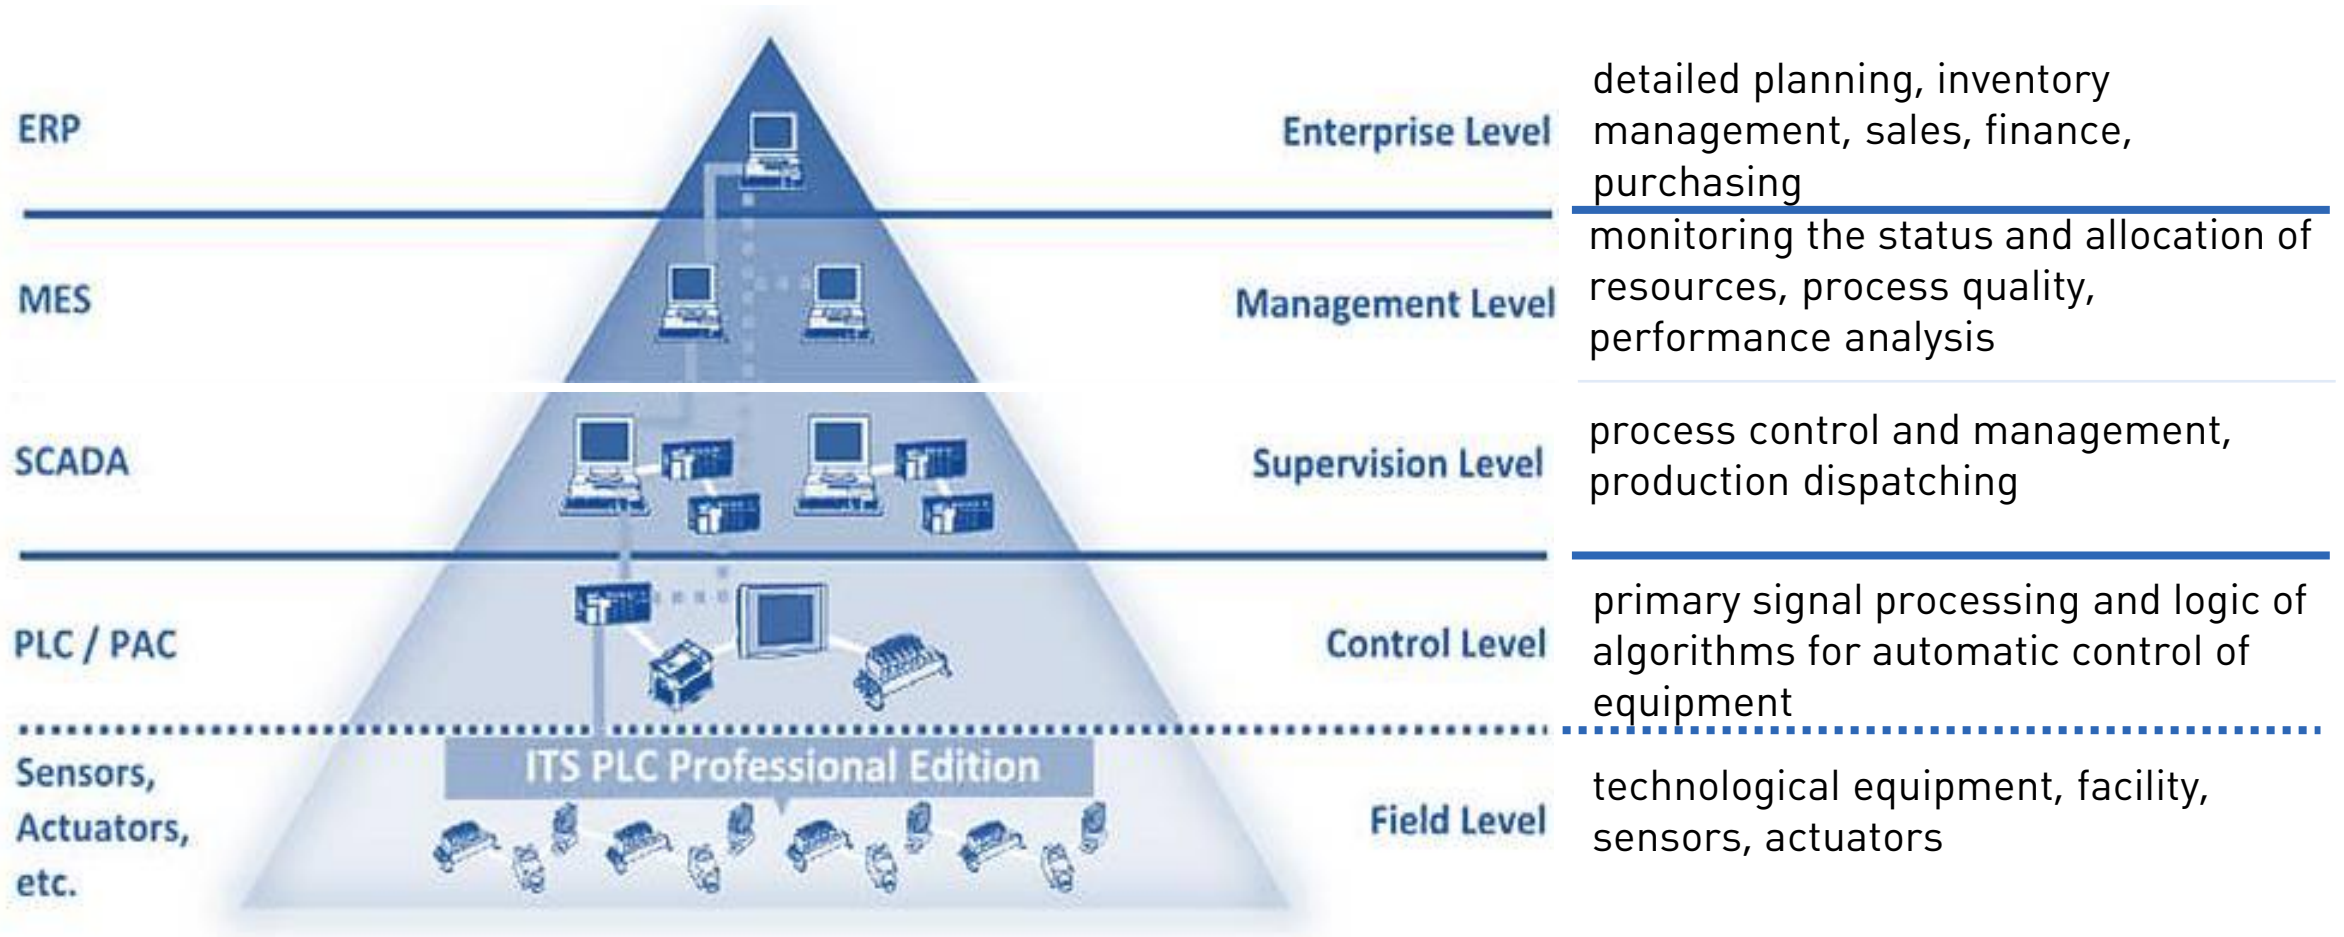 ERP
Enterprise Level
detailed planning, inventory
management, sales, finance,
purchasing
MES
Management Level
monitoring the status and allocation of
resources, process quality,
performance analysis
SCADA
Supervision Level
process control and management,
production dispatching
PLC / PAC
Control Level
primary signal processing and logic of
algorithms for automatic control of
equipment
Sensors,
Actuators,
etc.
ITS PLC Professional Edition
Field Level
technological equipment, facility,
sensors, actuators